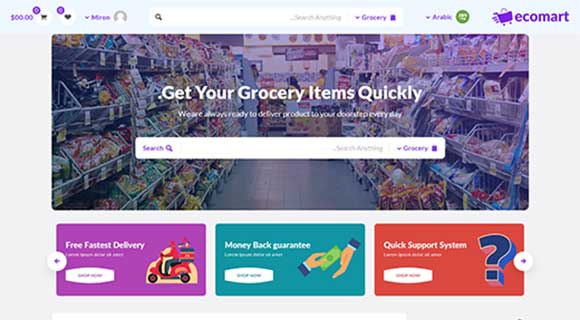 $00.00 0 0 Miron ...Search Anything Grocery Arabic ecomart
.Get Your Grocery Items Quickly
We are always ready to deliver product to your doorstep every day
Search ...Search Anything Grocery
Free Fastest Delivery
Lorem ipsum dolor sit amet
SHOP NOW
Money Back guarantee
Lorem ipsum dolor sit amet
SHOP NOW
Quick Support System
Lorem ipsum dolor sit amet
SHOP NOW